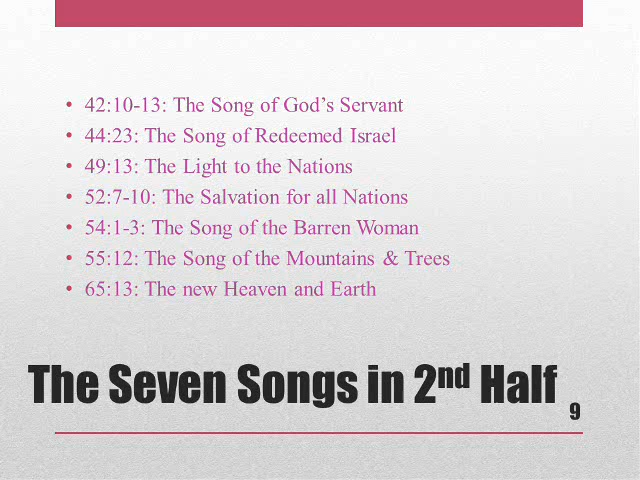 • 42:10-13: The Song of God’s Servant
• 44:23: The Song of Redeemed Israel
• 49:13: The Light to the Nations
• 52:7-10: The Salvation for all Nations
• 54:1-3: The Song of the Barren Woman
• 55:12: The Song of the Mountains & Trees
• 65:13: The new Heaven and Earth
The Seven Songs in 2nd Half
9